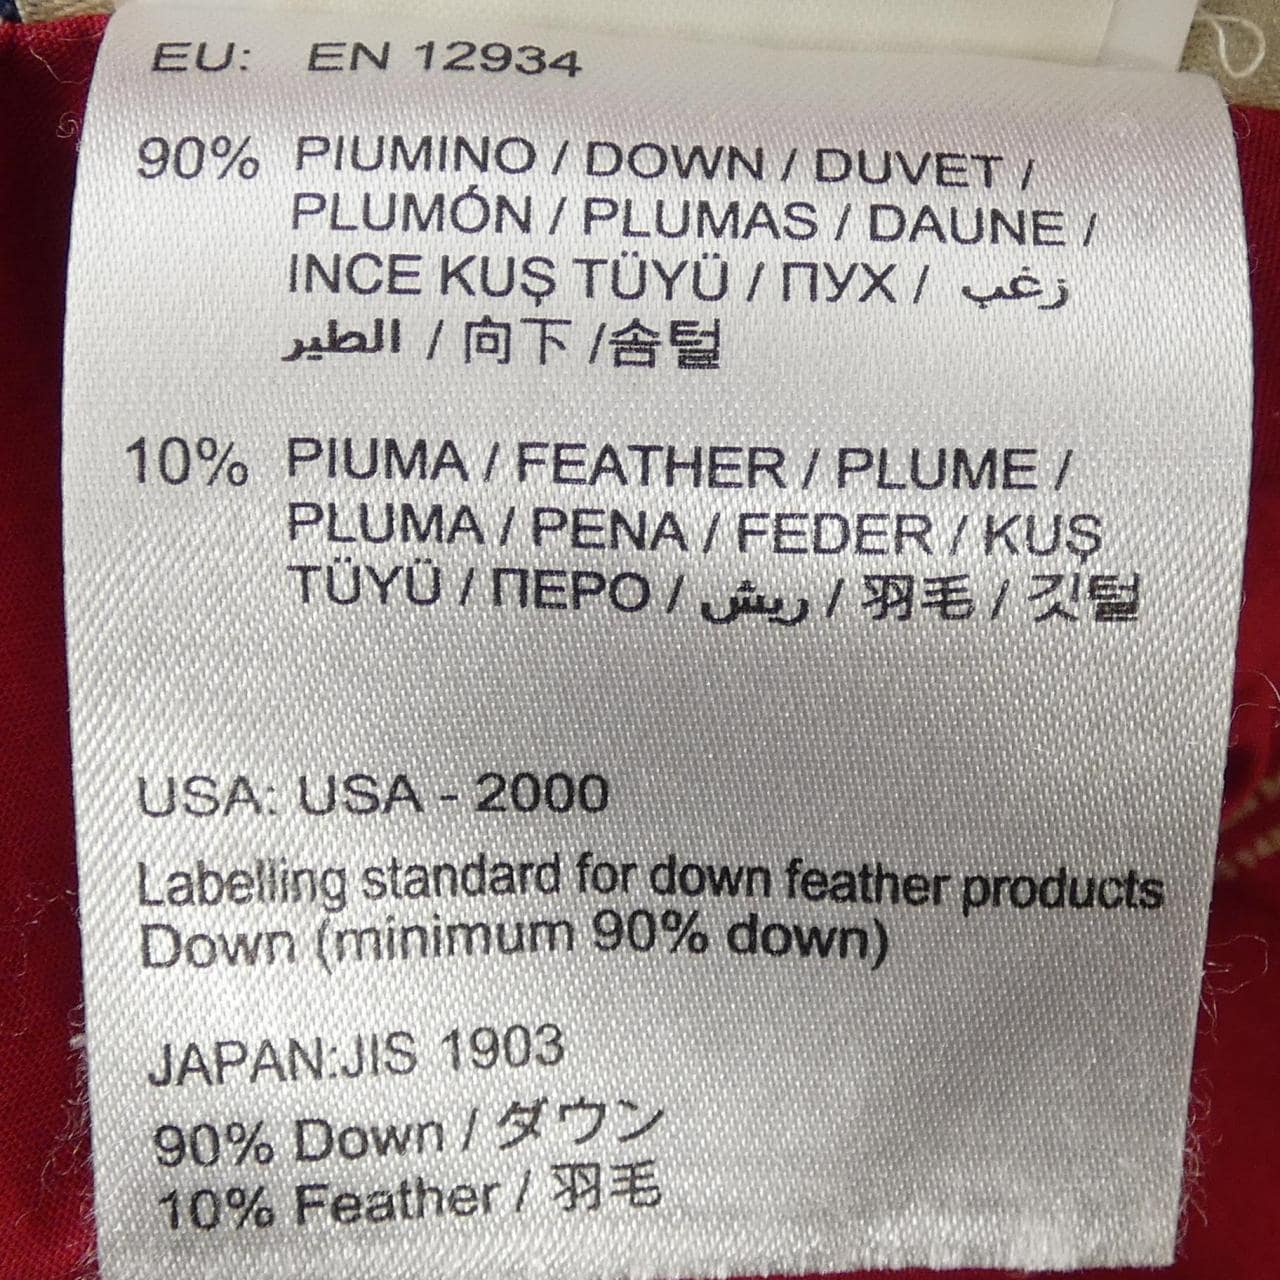 EU: EN 12934
90% PIUMINO / DOWN / DUVET /
PLUMÓN / PLUMAS / DAUNE /
INCE KUŞ TÜYÜ / ПУХ / زغب
الطير / 向下 /솜털
10% PIUMA / FEATHER / PLUME /
PLUMA / PENA / FEDER / KUŞ
TÜYÜ / ПЕРО / ريش / 羽毛 / 깃털
USA: USA - 2000
Labelling standard for down feather products
Down (minimum 90% down)
JAPAN:JIS 1903
90% Down / ダウン
10% Feather / 羽毛